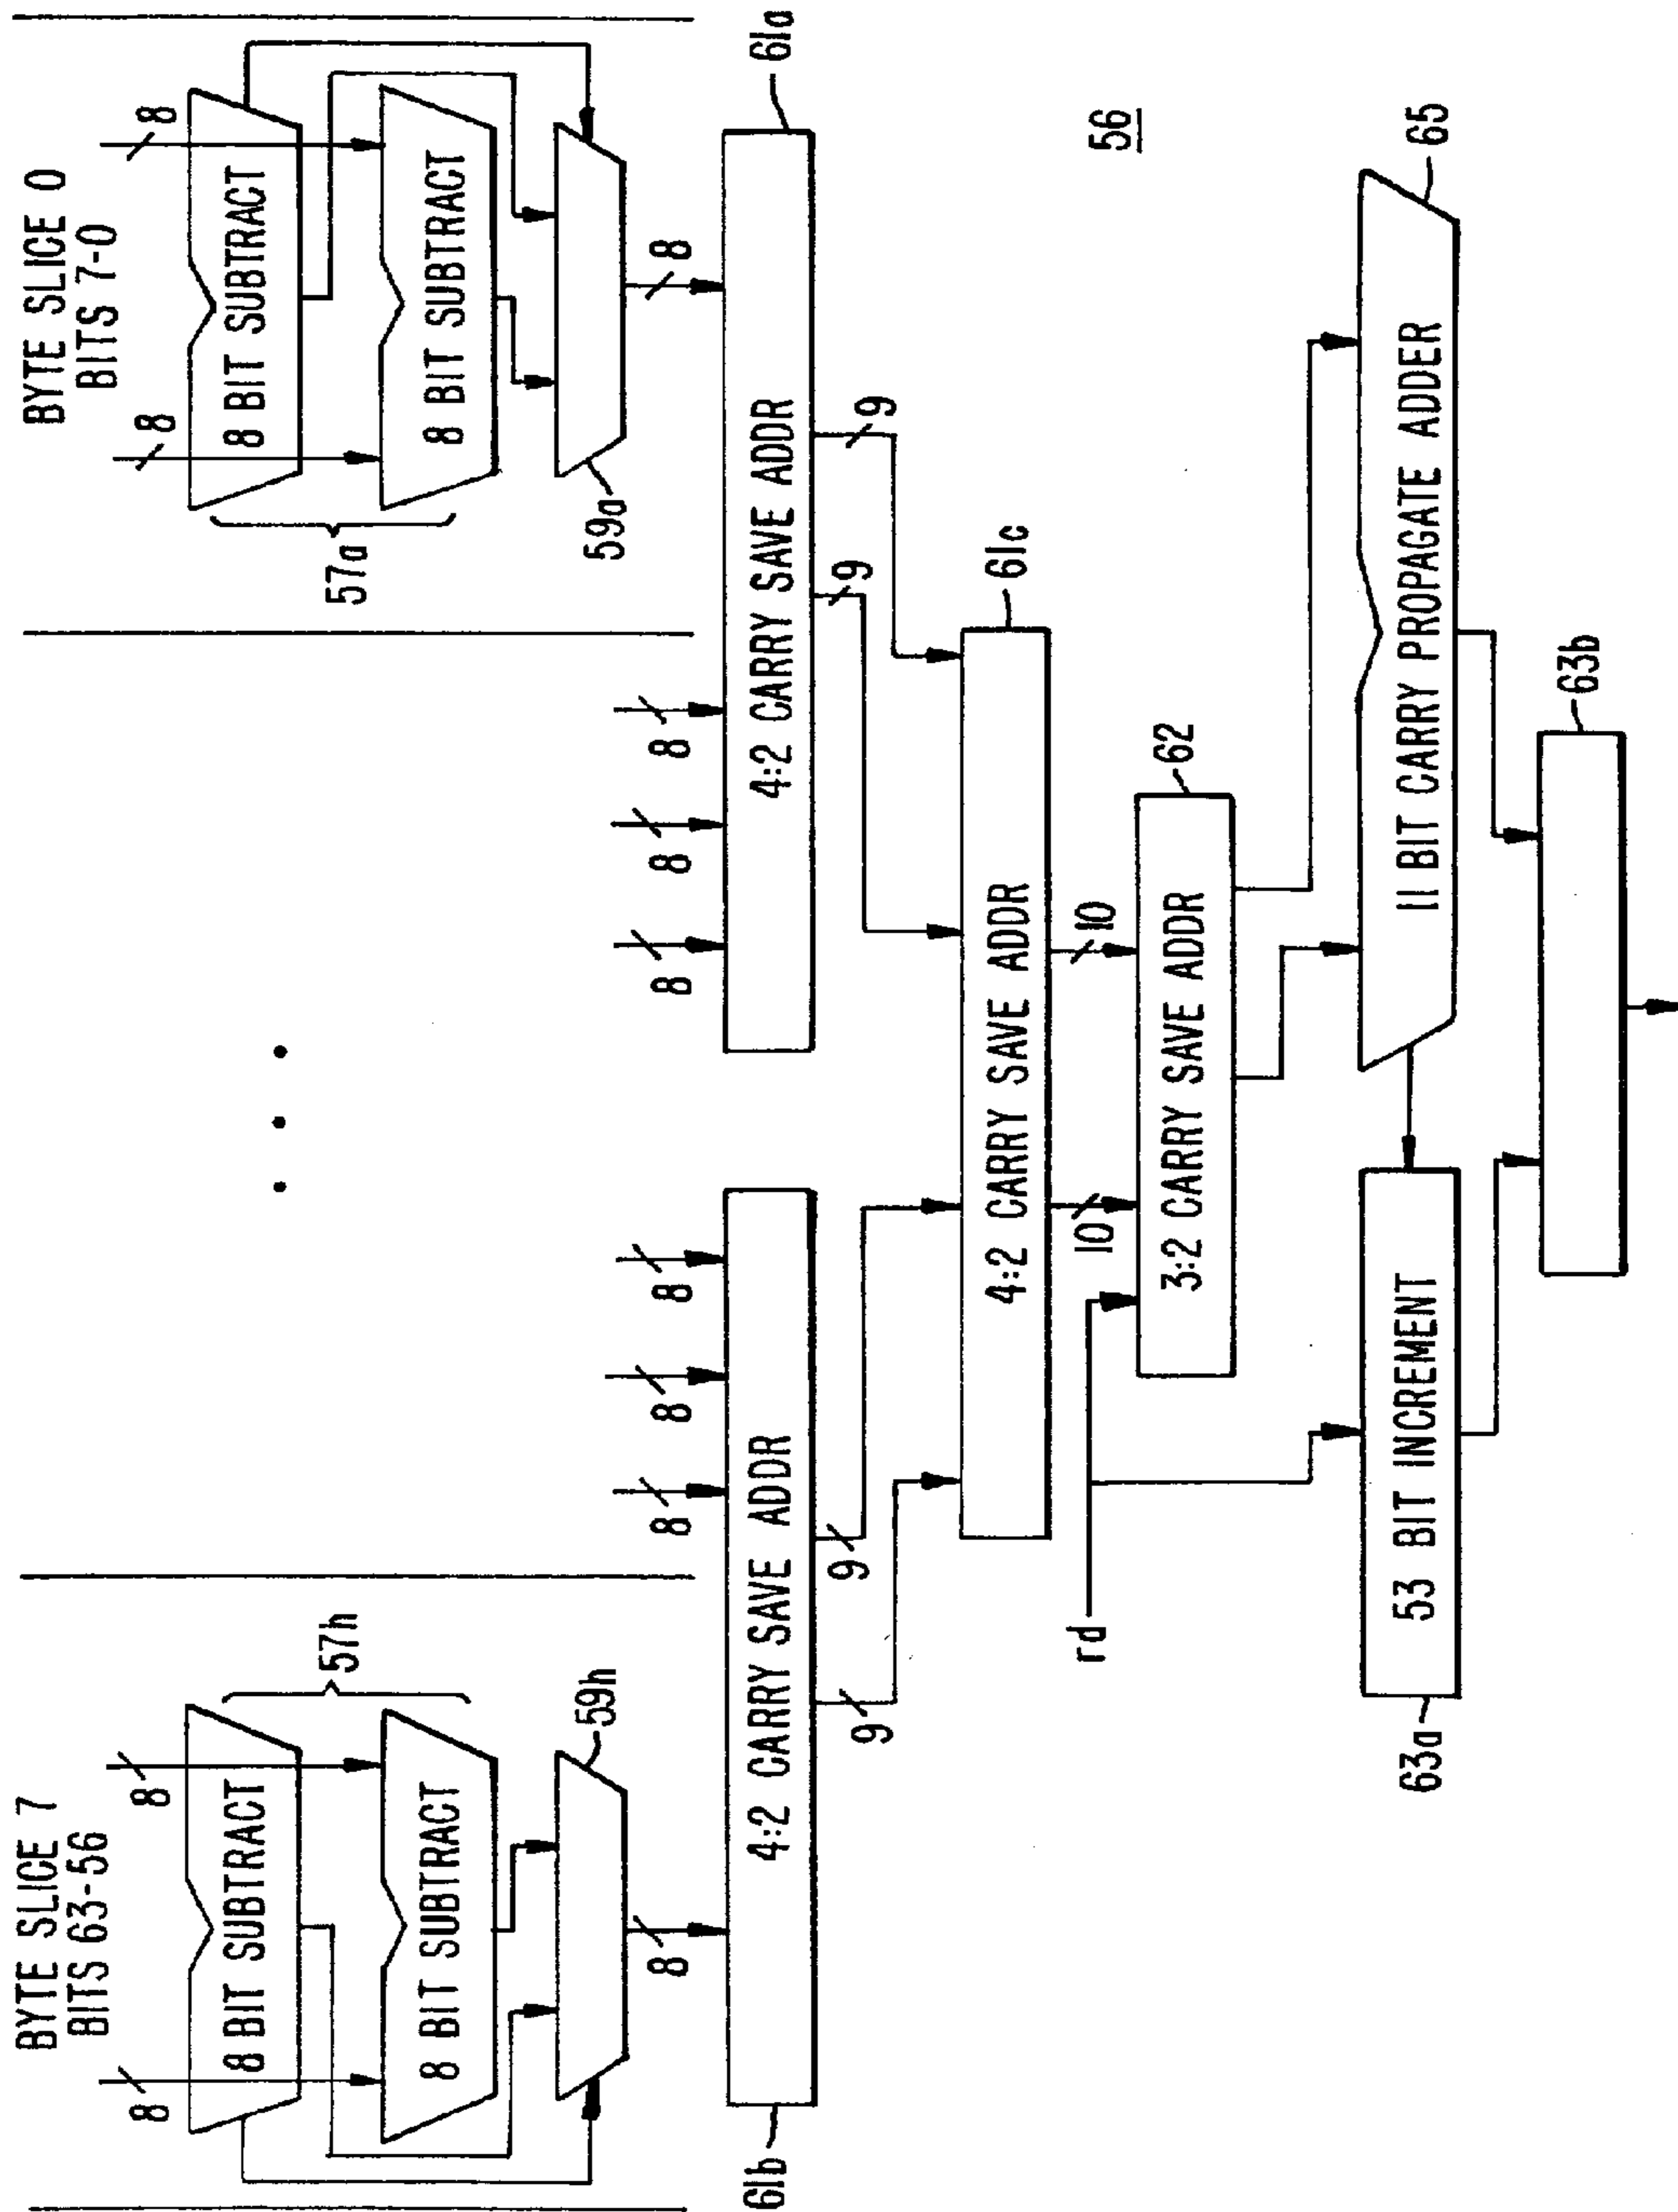 BYTE SLICE 7
BITS 63-56
BYTE SLICE 0
BITS 7-0
8
8
8
8
8 BIT SUBTRACT
8 BIT SUBTRACT
8 BIT SUBTRACT
8 BIT SUBTRACT
57h
57a
59h
59a
8
8
8
8
8
8
8
8
61b
4:2 CARRY SAVE ADDR
4:2 CARRY SAVE ADDR
61a
9
9
9
9
4:2 CARRY SAVE ADDR
61c
10
10
56
rd
3:2 CARRY SAVE ADDR
62
63a
53 BIT INCREMENT
11 BIT CARRY PROPAGATE ADDER
65
63b